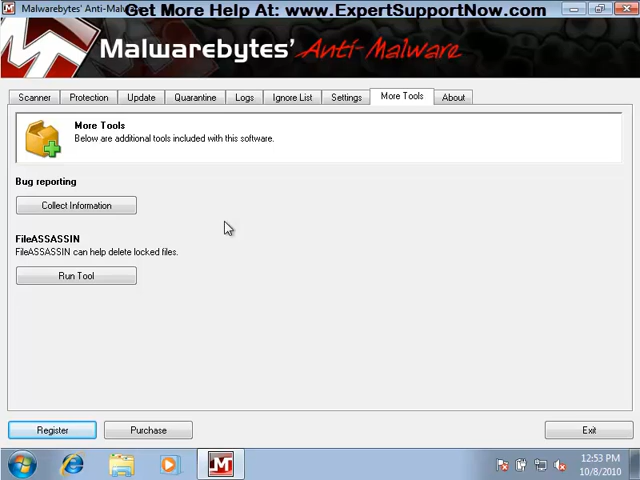 Malwarebytes' Anti-Malw
Get More Help At: www.ExpertSupportNow.com
Malwarebytes' Anti-Malware
Scanner Protection Update Quarantine Logs Ignore List Settings More Tools About
More Tools
Below are additional tools included with this software.
Bug reporting
Collect Information
FileASSASSIN
FileASSASSIN can help delete locked files.
Run Tool
Register Purchase Exit
12:53 PM
10/8/2010